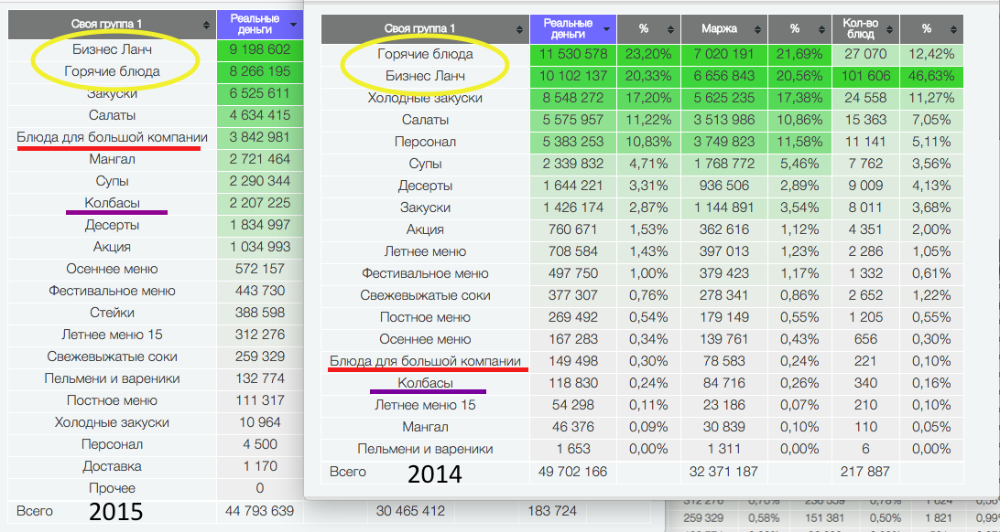 Своя группа 1 Реальные деньги
Бизнес Ланч 9 198 602
Горячие блюда 8 266 195
Закуски 6 525 611
Салаты 4 634 415
Блюда для большой компании 3 842 981
Мангал 2 721 464
Супы 2 290 344
Колбасы 2 207 225
Десерты 1 834 997
Акция 1 034 993
Осеннее меню 572 157
Фестивальное меню 443 730
Стейки 388 598
Летнее меню 15 312 276
Свежевыжатые соки 259 329
Пельмени и вареники 132 774
Постное меню 111 317
Холодные закуски 10 964
Персонал 4 500
Доставка 1 170
Прочее 0
Всего 2015 44 793 639 30 465 412 183 724
Своя группа 1 Реальные деньги % Маржа % Кол-во блюд %
Горячие блюда 11 530 578 23,20% 7 020 191 21,69% 27 070 12,42%
Бизнес Ланч 10 102 137 20,33% 6 656 843 20,56% 101 606 46,63%
Холодные закуски 8 548 272 17,20% 5 625 235 17,38% 24 558 11,27%
Салаты 5 575 957 11,22% 3 513 986 10,86% 15 363 7,05%
Персонал 5 383 253 10,83% 3 749 823 11,58% 11 141 5,11%
Супы 2 339 832 4,71% 1 768 772 5,46% 7 762 3,56%
Десерты 1 644 221 3,31% 936 506 2,89% 9 009 4,13%
Закуски 1 426 174 2,87% 1 144 891 3,54% 8 011 3,68%
Акция 760 671 1,53% 362 616 1,12% 4 351 2,00%
Летнее меню 708 584 1,43% 397 013 1,23% 2 286 1,05%
Фестивальное меню 497 750 1,00% 379 423 1,17% 1 332 0,61%
Свежевыжатые соки 377 307 0,76% 278 341 0,86% 2 652 1,22%
Постное меню 269 492 0,54% 179 149 0,55% 1 205 0,55%
Осеннее меню 167 283 0,34% 139 761 0,43% 656 0,30%
Блюда для большой компании 149 498 0,30% 78 583 0,24% 221 0,10%
Колбасы 118 830 0,24% 84 716 0,26% 340 0,16%
Летнее меню 15 54 298 0,11% 23 186 0,07% 210 0,10%
Мангал 46 376 0,09% 30 839 0,10% 110 0,05%
Пельмени и вареники 1 653 0,00% 1 311 0,00% 6 0,00%
Всего 2014 49 702 166 32 371 187 217 887
259 329 0,58% 151 381 0,50% 1 821